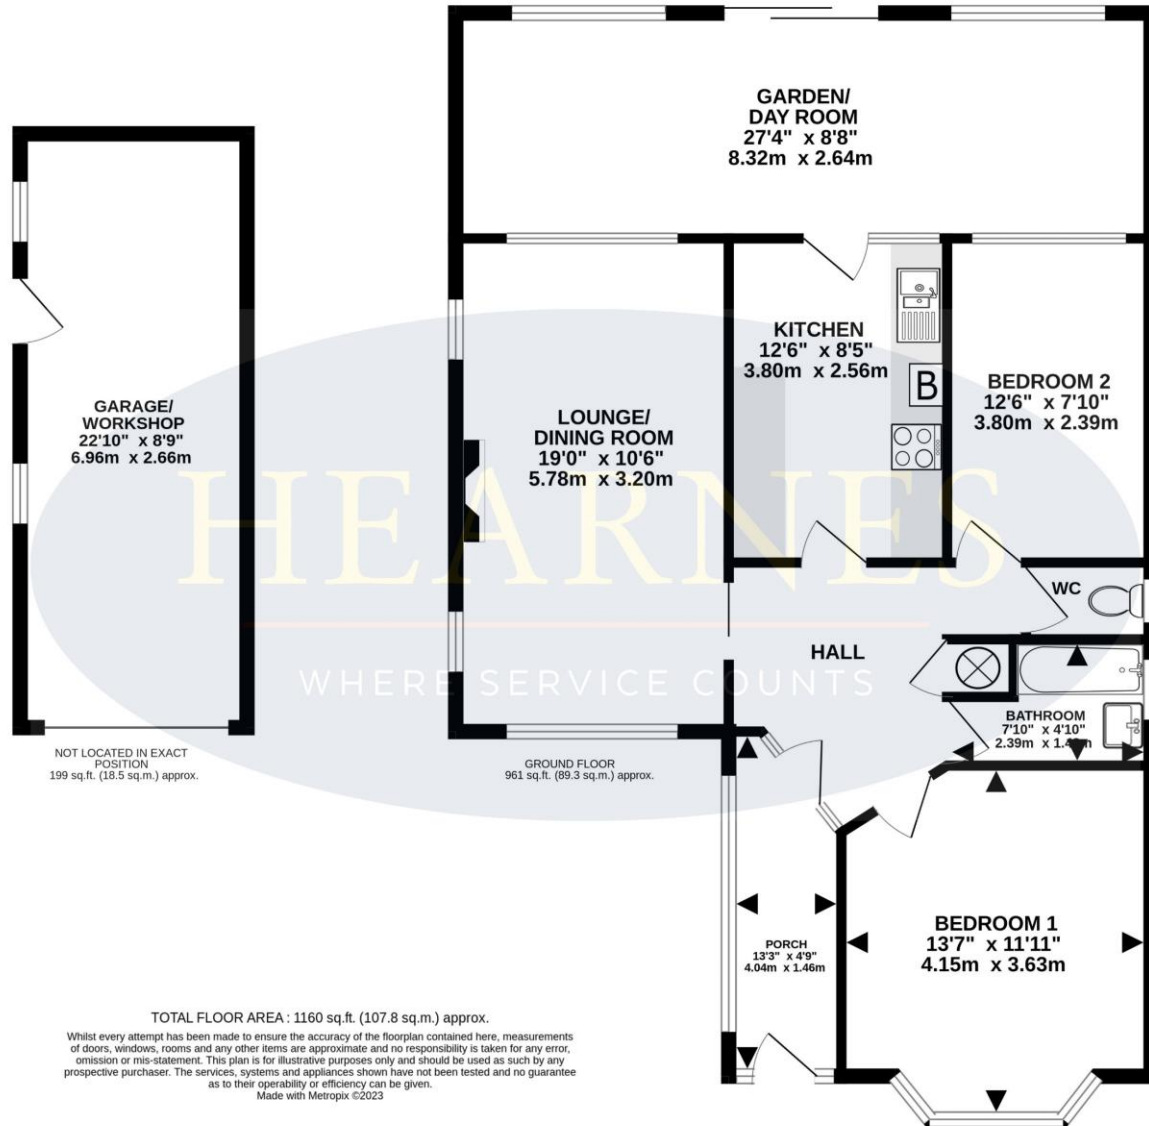 GARDEN/
DAY ROOM
27'4" x 8'8"
8.32m x 2.64m
GARAGE/
WORKSHOP
22'10" x 8'9"
6.96m x 2.66m
NOT LOCATED IN EXACT
POSITION
199 sq.ft. (18.5 sq.m.) approx.
LOUNGE/
DINING ROOM
19'0" x 10'6"
5.78m x 3.20m
KITCHEN
12'6" x 8'5"
3.80m x 2.56m
B
BEDROOM 2
12'6" x 7'10"
3.80m x 2.39m
HEARNES
WHERE SERVICE COUNTS
WC
HALL
BATHROOM
7'10" x 4'10"
2.39m x
GROUND FLOOR
961 sq.ft. (89.3 sq.m.) approx.
PORCH
13'3" x 4'9"
4.04m x 1.46m
BEDROOM 1
13'7" x 11'11"
4.15m x 3.63m
TOTAL FLOOR AREA : 1160 sq.ft. (107.8 sq.m.) approx.
Whilst every attempt has been made to ensure the accuracy of the floorplan contained here, measurements
of doors, windows, rooms and any other items are approximate and no responsibility is taken for any error,
omission or mis-statement. This plan is for illustrative purposes only and should be used as such by any
prospective purchaser. The services, systems and appliances shown have not been tested and no guarantee
as to their operability or efficiency can be given.
Made with Metropix ©2023